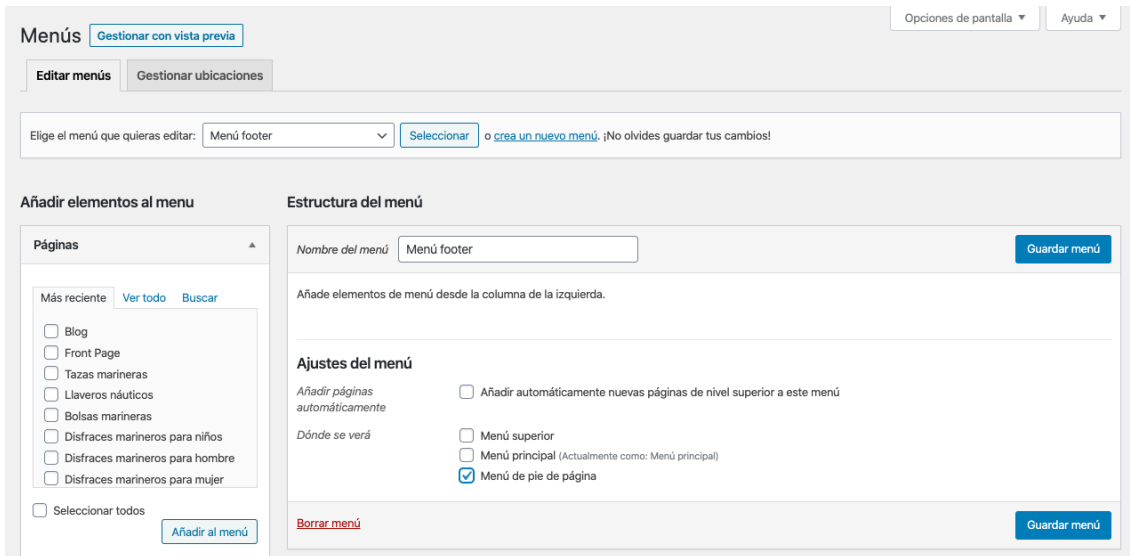 Opciones de pantalla ▼
Ayuda ▼
Menús
Gestionar con vista previa
Editar menús
Gestionar ubicaciones
Elige el menú que quieras editar: Menú footer Seleccionar o crea un nuevo menú. ¡No olvides guardar tus cambios!
Añadir elementos al menu
Páginas
Más reciente Ver todo Buscar
Blog
Front Page
Tazas marineras
Llaveros náuticos
Bolsas marineras
Disfraces marineros para niños
Disfraces marineros para hombre
Disfraces marineros para mujer
Seleccionar todos
Añadir al menú
Estructura del menú
Nombre del menú Menú footer Guardar menú
Añade elementos de menú desde la columna de la izquierda.
Ajustes del menú
Añadir páginas
automáticamente
Añadir automáticamente nuevas páginas de nivel superior a este menú
Dónde se verá
Menú superior
Menú principal (Actualmente como: Menú principal)
Menú de pie de página
Borrar menú
Guardar menú